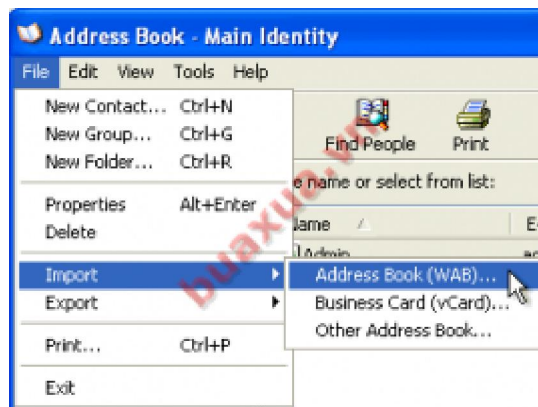 Address Book - Main Identity
File Edit View Tools Help
New Contact... Ctrl+N
New Group... Ctrl+G
New Folder... Ctrl+R
Find People Print
e name or select from list:
Properties Alt+Enter
Delete
Name
E-
Admin
Import
Address Book (WAB)...
Export
Business Card (vCard)...
Other Address Book...
Print... Ctrl+P
Exit
buaxua.vn